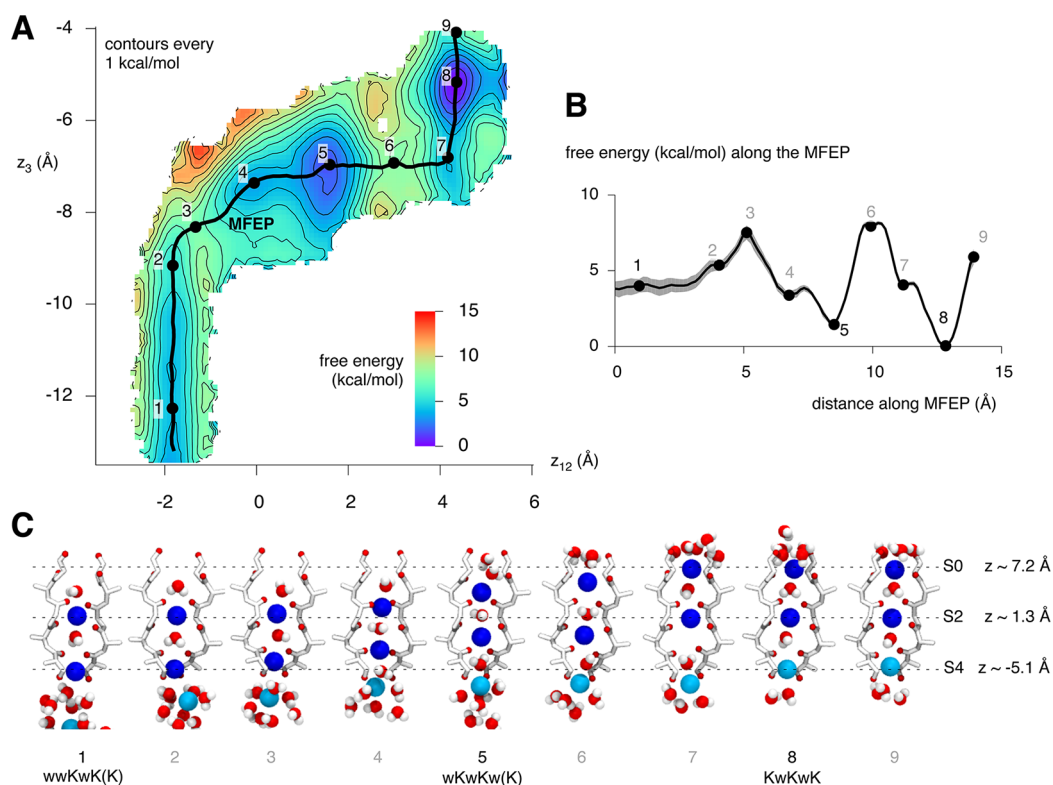 A
contours every
1 kcal/mol
z3 (Å)
-4
-6
-8
-10
-12
9
8
7
6
5
4
3
2
1
MFEP
free energy
(kcal/mol)
15
10
5
0
-2
0
2
4
6
z12 (Å)
B
free energy (kcal/mol) along the MFEP
10
5
0
1
2
3
4
5
6
7
8
9
0
5
10
15
distance along MFEP (Å)
C
S0 z ~ 7.2 Å
S2 z ~ 1.3 Å
S4 z ~ -5.1 Å
1 2 3 4 5 6 7 8 9
wwKwK(K) wKwKw(K) KwKwK